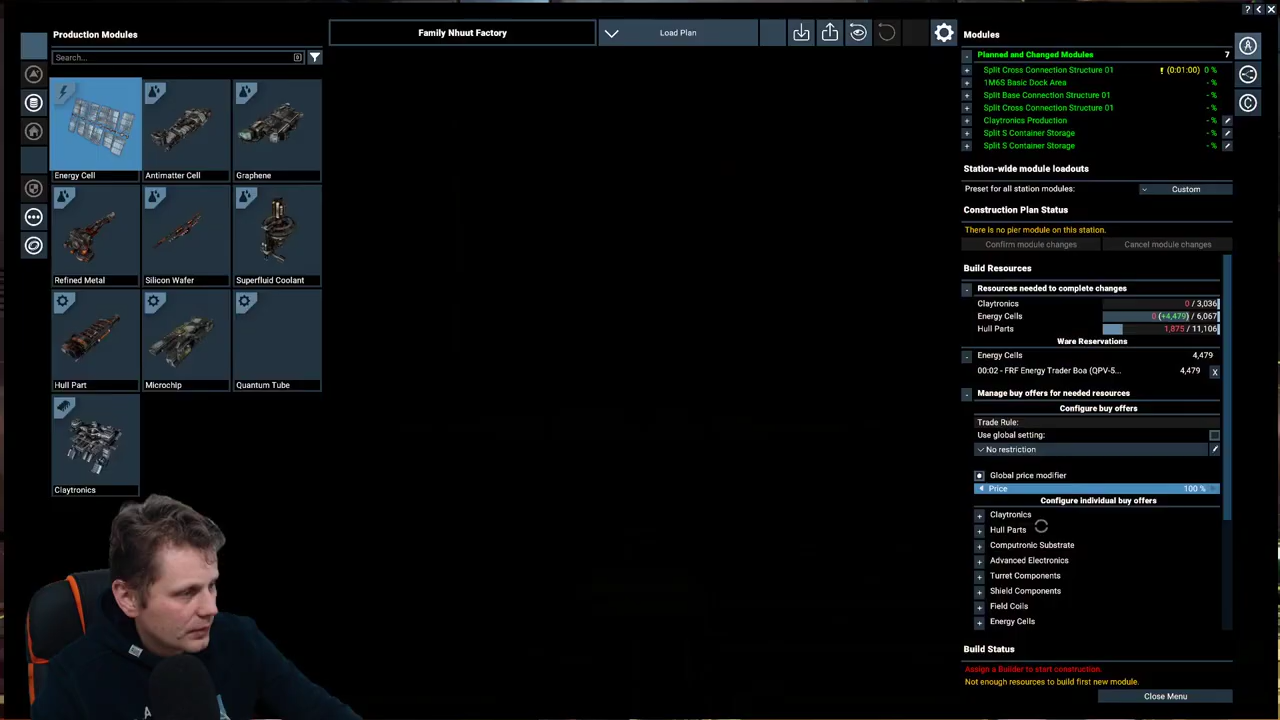 Production Modules
Search...
Energy Cell
Antimatter Cell
Graphene
Refined Metal
Silicon Wafer
Superfluid Coolant
Hull Part
Microchip
Quantum Tube
Claytronics
Family Nhuut Factory
Load Plan
? < X
Modules
- Planned and Changed Modules 7
+ Split Cross Connection Structure 01 ! (0:01:00) 0 %
+ 1M6S Basic Dock Area - %
+ Split Base Connection Structure 01 - %
+ Split Cross Connection Structure 01 - %
+ Claytronics Production - %
+ Split S Container Storage - %
+ Split S Container Storage - %
Station-wide module loadouts
Preset for all station modules: Custom
Construction Plan Status
There is no pier module on this station.
Confirm module changes Cancel module changes
Build Resources
- Resources needed to complete changes
Claytronics 0 / 3,036
Energy Cells 0 (+4,479) / 6,067
Hull Parts 1,875 / 11,106
Ware Reservations
- Energy Cells 4,479
00:02 - FRF Energy Trader Boa (QPV-5... 4,479 X
- Manage buy offers for needed resources
Configure buy offers
Trade Rule:
Use global setting:
No restriction
Global price modifier
Price 100 %
Configure individual buy offers
+ Claytronics
+ Hull Parts
+ Computronic Substrate
+ Advanced Electronics
+ Turret Components
+ Shield Components
+ Field Coils
+ Energy Cells
Build Status
Assign a Builder to start construction.
Not enough resources to build first new module.
Close Menu